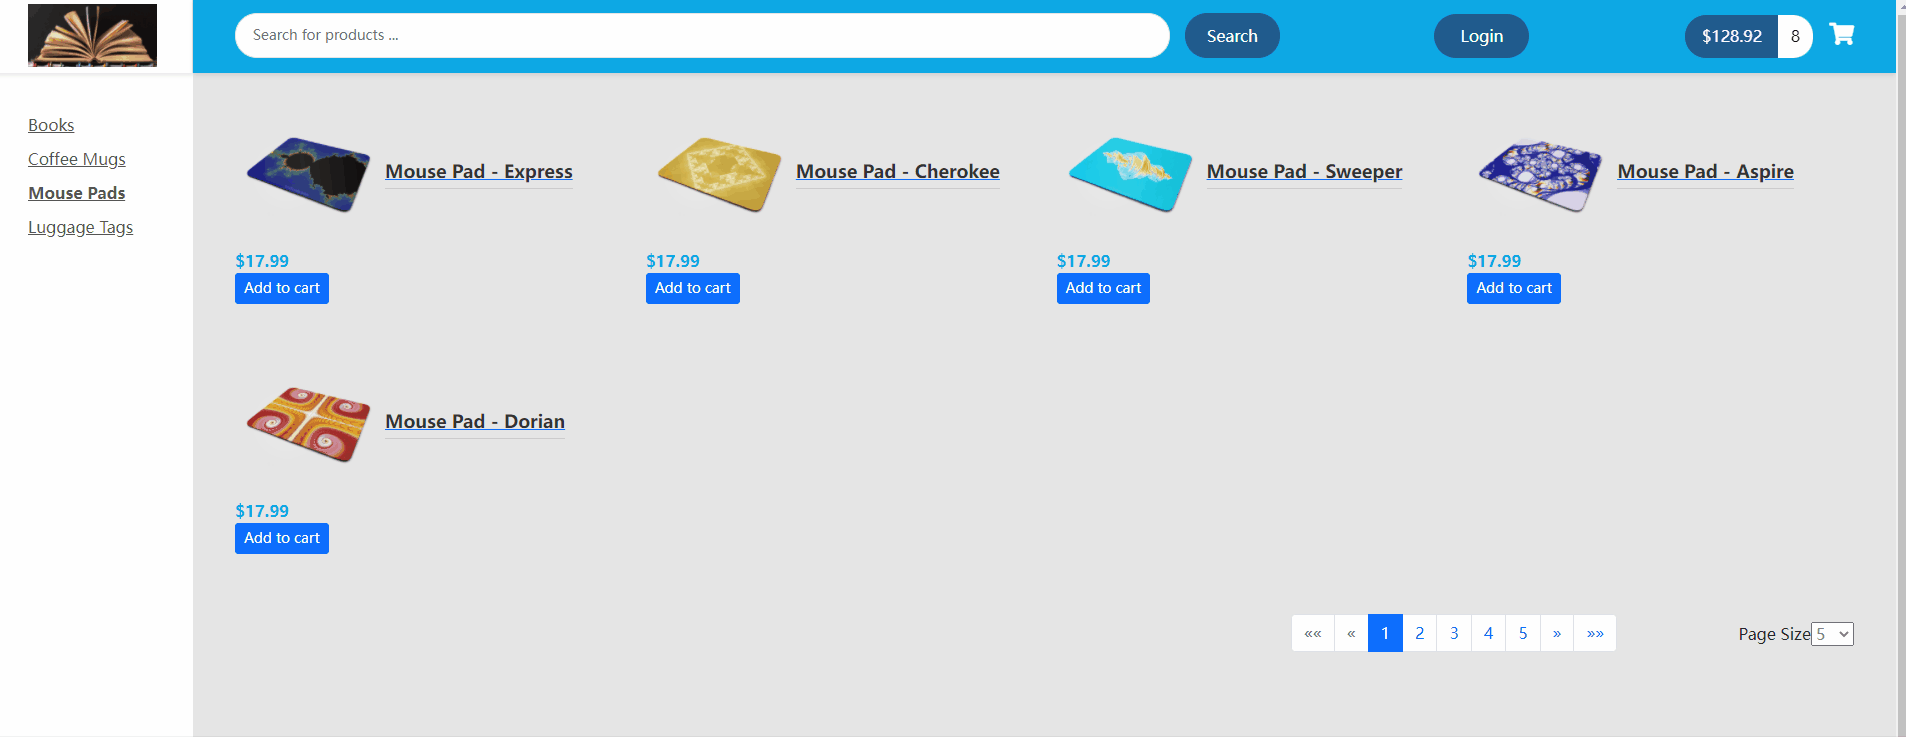 Search for products ...
Search
Login
$128.92
8
Books
Coffee Mugs
Mouse Pads
Luggage Tags
Mouse Pad - Express
$17.99
Add to cart
Mouse Pad - Cherokee
$17.99
Add to cart
Mouse Pad - Sweeper
$17.99
Add to cart
Mouse Pad - Aspire
$17.99
Add to cart
Mouse Pad - Dorian
$17.99
Add to cart
«« « 1 2 3 4 5 » »»
Page Size 5